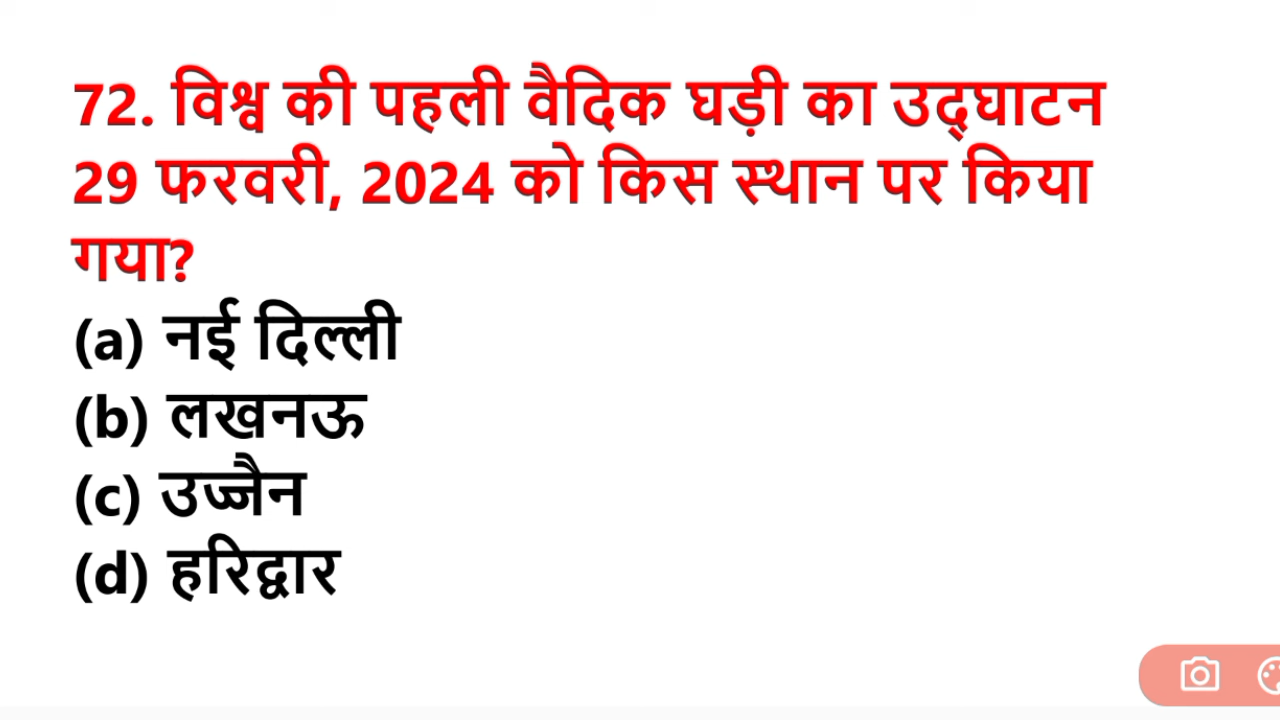 72. विश्व की पहली वैदिक घड़ी का उद्घाटन
29 फरवरी, 2024 को किस स्थान पर किया
गया?
(a) नई दिल्ली
(b) लखनऊ
(c) उज्जैन
(d) हरिद्वार